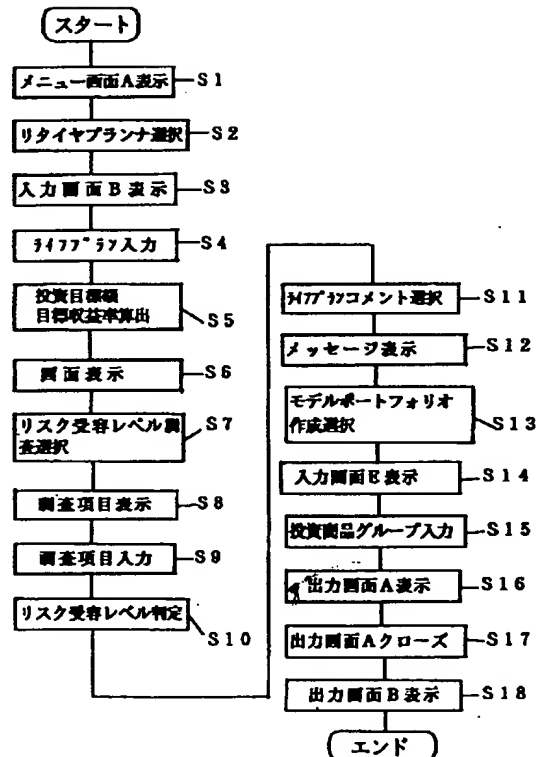 スタート
メニュー画面A表示 S1
リタイヤプランナ選択 S2
入力画面B表示 S3
ﾗｲﾌﾌﾟﾗﾝ入力 S4
投資目標額
目標収益率算出 S5
画面表示 S6
リスク受容レベル調
査選択 S7
調査項目表示 S8
調査項目入力 S9
リスク受容レベル判定 S10
ﾗｲﾌﾌﾟﾗﾝコメント選択 S11
メッセージ表示 S12
モデルポートフォリオ
作成選択 S13
入力画面E表示 S14
投資商品グループ入力 S15
出力画面A表示 S16
出力画面Aクローズ S17
出力画面B表示 S18
エンド